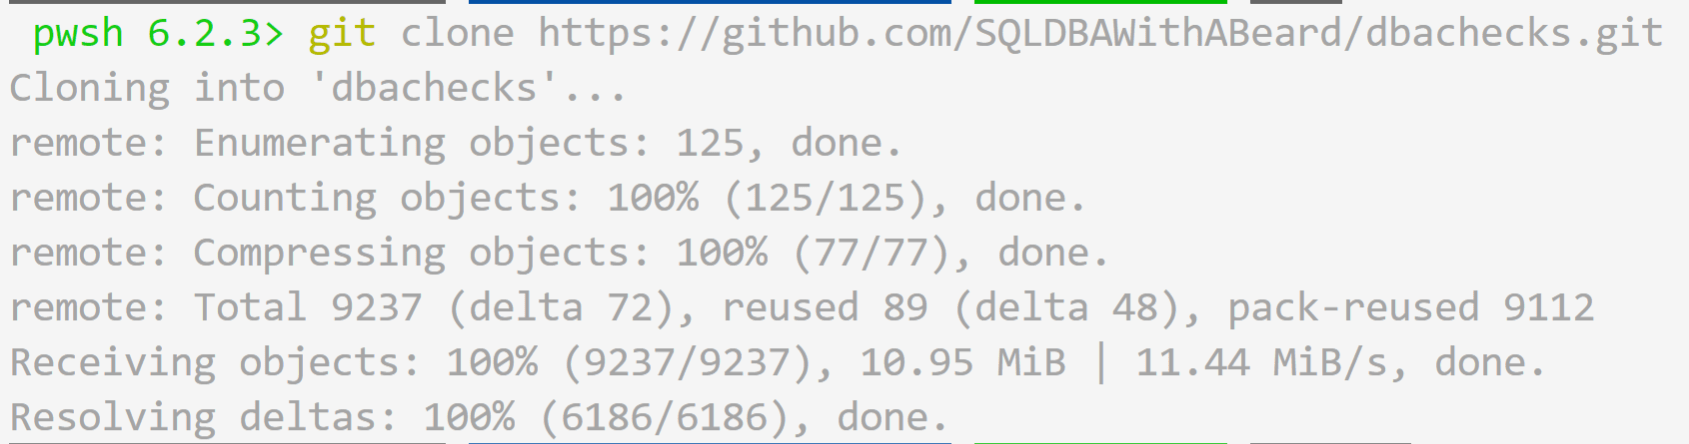 pwsh 6.2.3> git clone https://github.com/SQLDBAWithABeard/dbachecks.git
Cloning into 'dbachecks'...
remote: Enumerating objects: 125, done.
remote: Counting objects: 100% (125/125), done.
remote: Compressing objects: 100% (77/77), done.
remote: Total 9237 (delta 72), reused 89 (delta 48), pack-reused 9112
Receiving objects: 100% (9237/9237), 10.95 MiB | 11.44 MiB/s, done.
Resolving deltas: 100% (6186/6186), done.